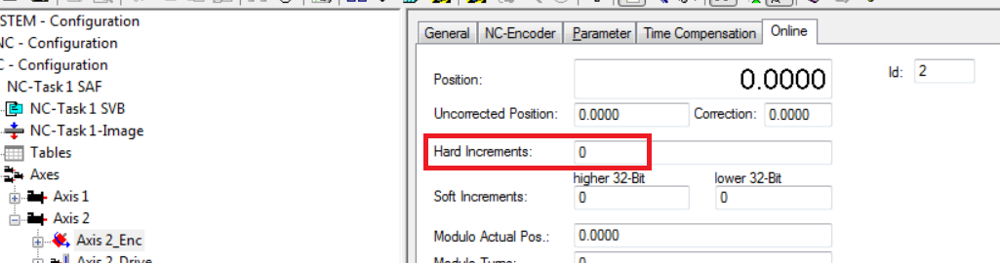 STEM - Configuration
NC - Configuration
C - Configuration
NC-Task 1 SAF
NC-Task 1 SVB
NC-Task 1-Image
Tables
Axes
Axis 1
Axis 2
Axis 2_Enc
Axis 2_Drive
General NC-Encoder Parameter Time Compensation Online
Position: 0.0000 Id: 2
Uncorrected Position: 0.0000 Correction: 0.0000
Hard Increments: 0
higher 32-Bit lower 32-Bit
Soft Increments: 0 0
Modulo Actual Pos.: 0.0000
Modulo Turns: 0